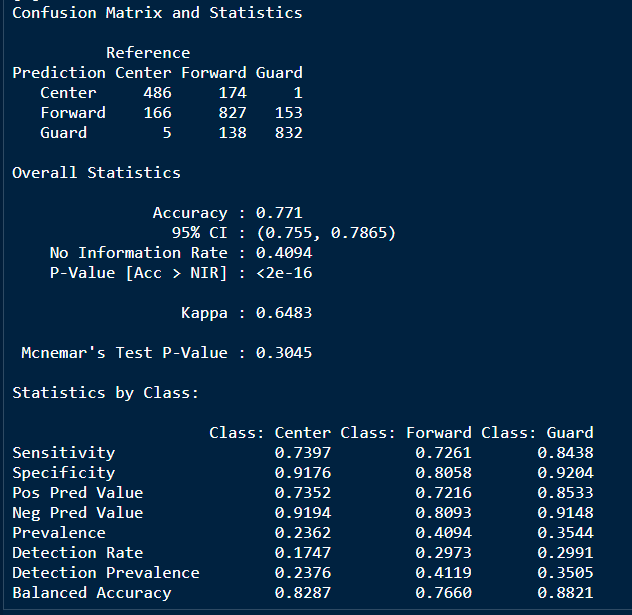 Confusion Matrix and Statistics
Reference
Prediction Center Forward Guard
Center 486 174 1
Forward 166 827 153
Guard 5 138 832
Overall Statistics
Accuracy : 0.771
95% CI : (0.755, 0.7865)
No Information Rate : 0.4094
P-Value [Acc > NIR] : <2e-16
Kappa : 0.6483
Mcnemar's Test P-Value : 0.3045
Statistics by Class:
Class: Center Class: Forward Class: Guard
Sensitivity 0.7397 0.7261 0.8438
Specificity 0.9176 0.8058 0.9204
Pos Pred Value 0.7352 0.7216 0.8533
Neg Pred Value 0.9194 0.8093 0.9148
Prevalence 0.2362 0.4094 0.3544
Detection Rate 0.1747 0.2973 0.2991
Detection Prevalence 0.2376 0.4119 0.3505
Balanced Accuracy 0.8287 0.7660 0.8821